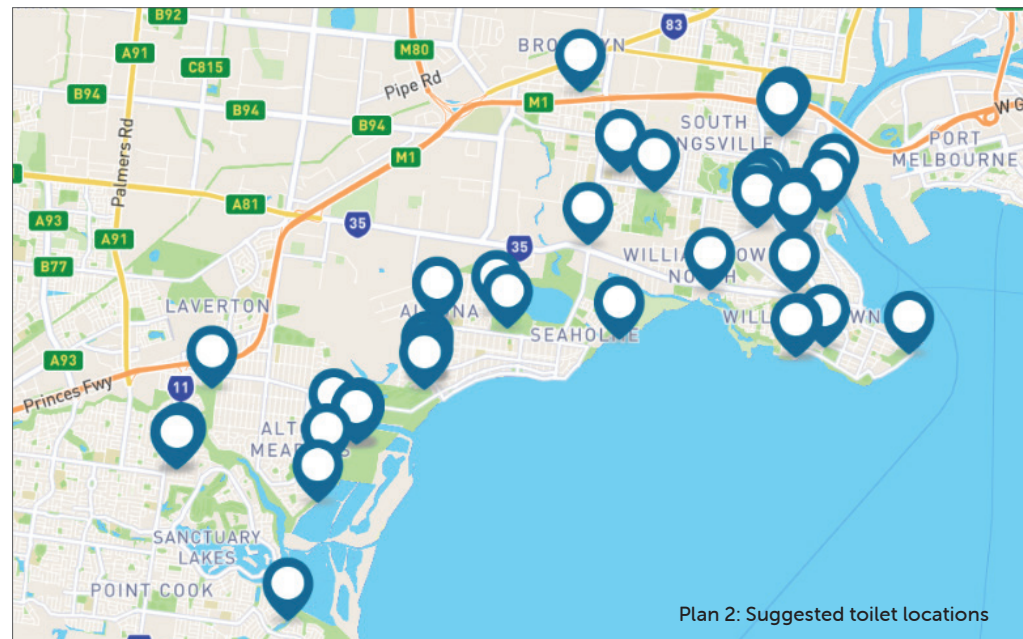 B92
83
A91
M80
BROOKLYN
C815
Pipe Rd
B94
M1
W G
B94
SOUTH
PORT
Palmers Rd
B94
NGSVILLE
MELBOURNE
M1
A81
A93
35
A91
35
B77
NORTH
LAVERTON
SEAHOLME
A93
Princes Fwy
11
SANCTUARY
LAKES
POINT COOK
Plan 2: Suggested toilet locations